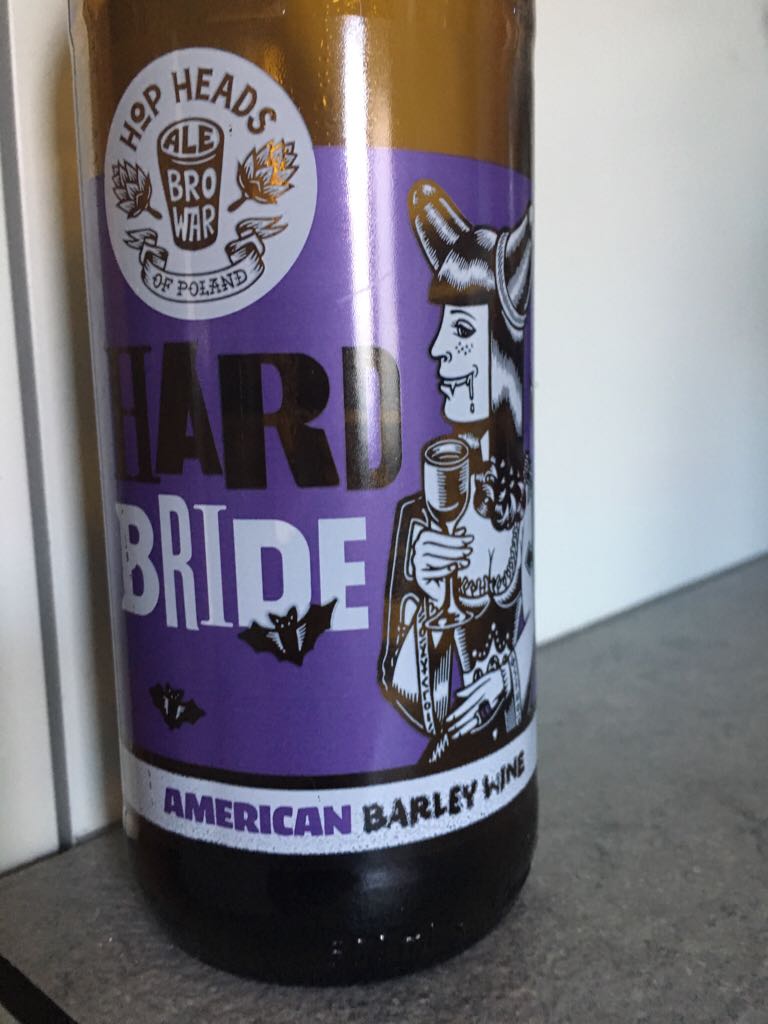 HOP HEADS
ALE
BRO
WAR
OF POLAND
HARD
BRIDE
AMERICAN BARLEY WINE